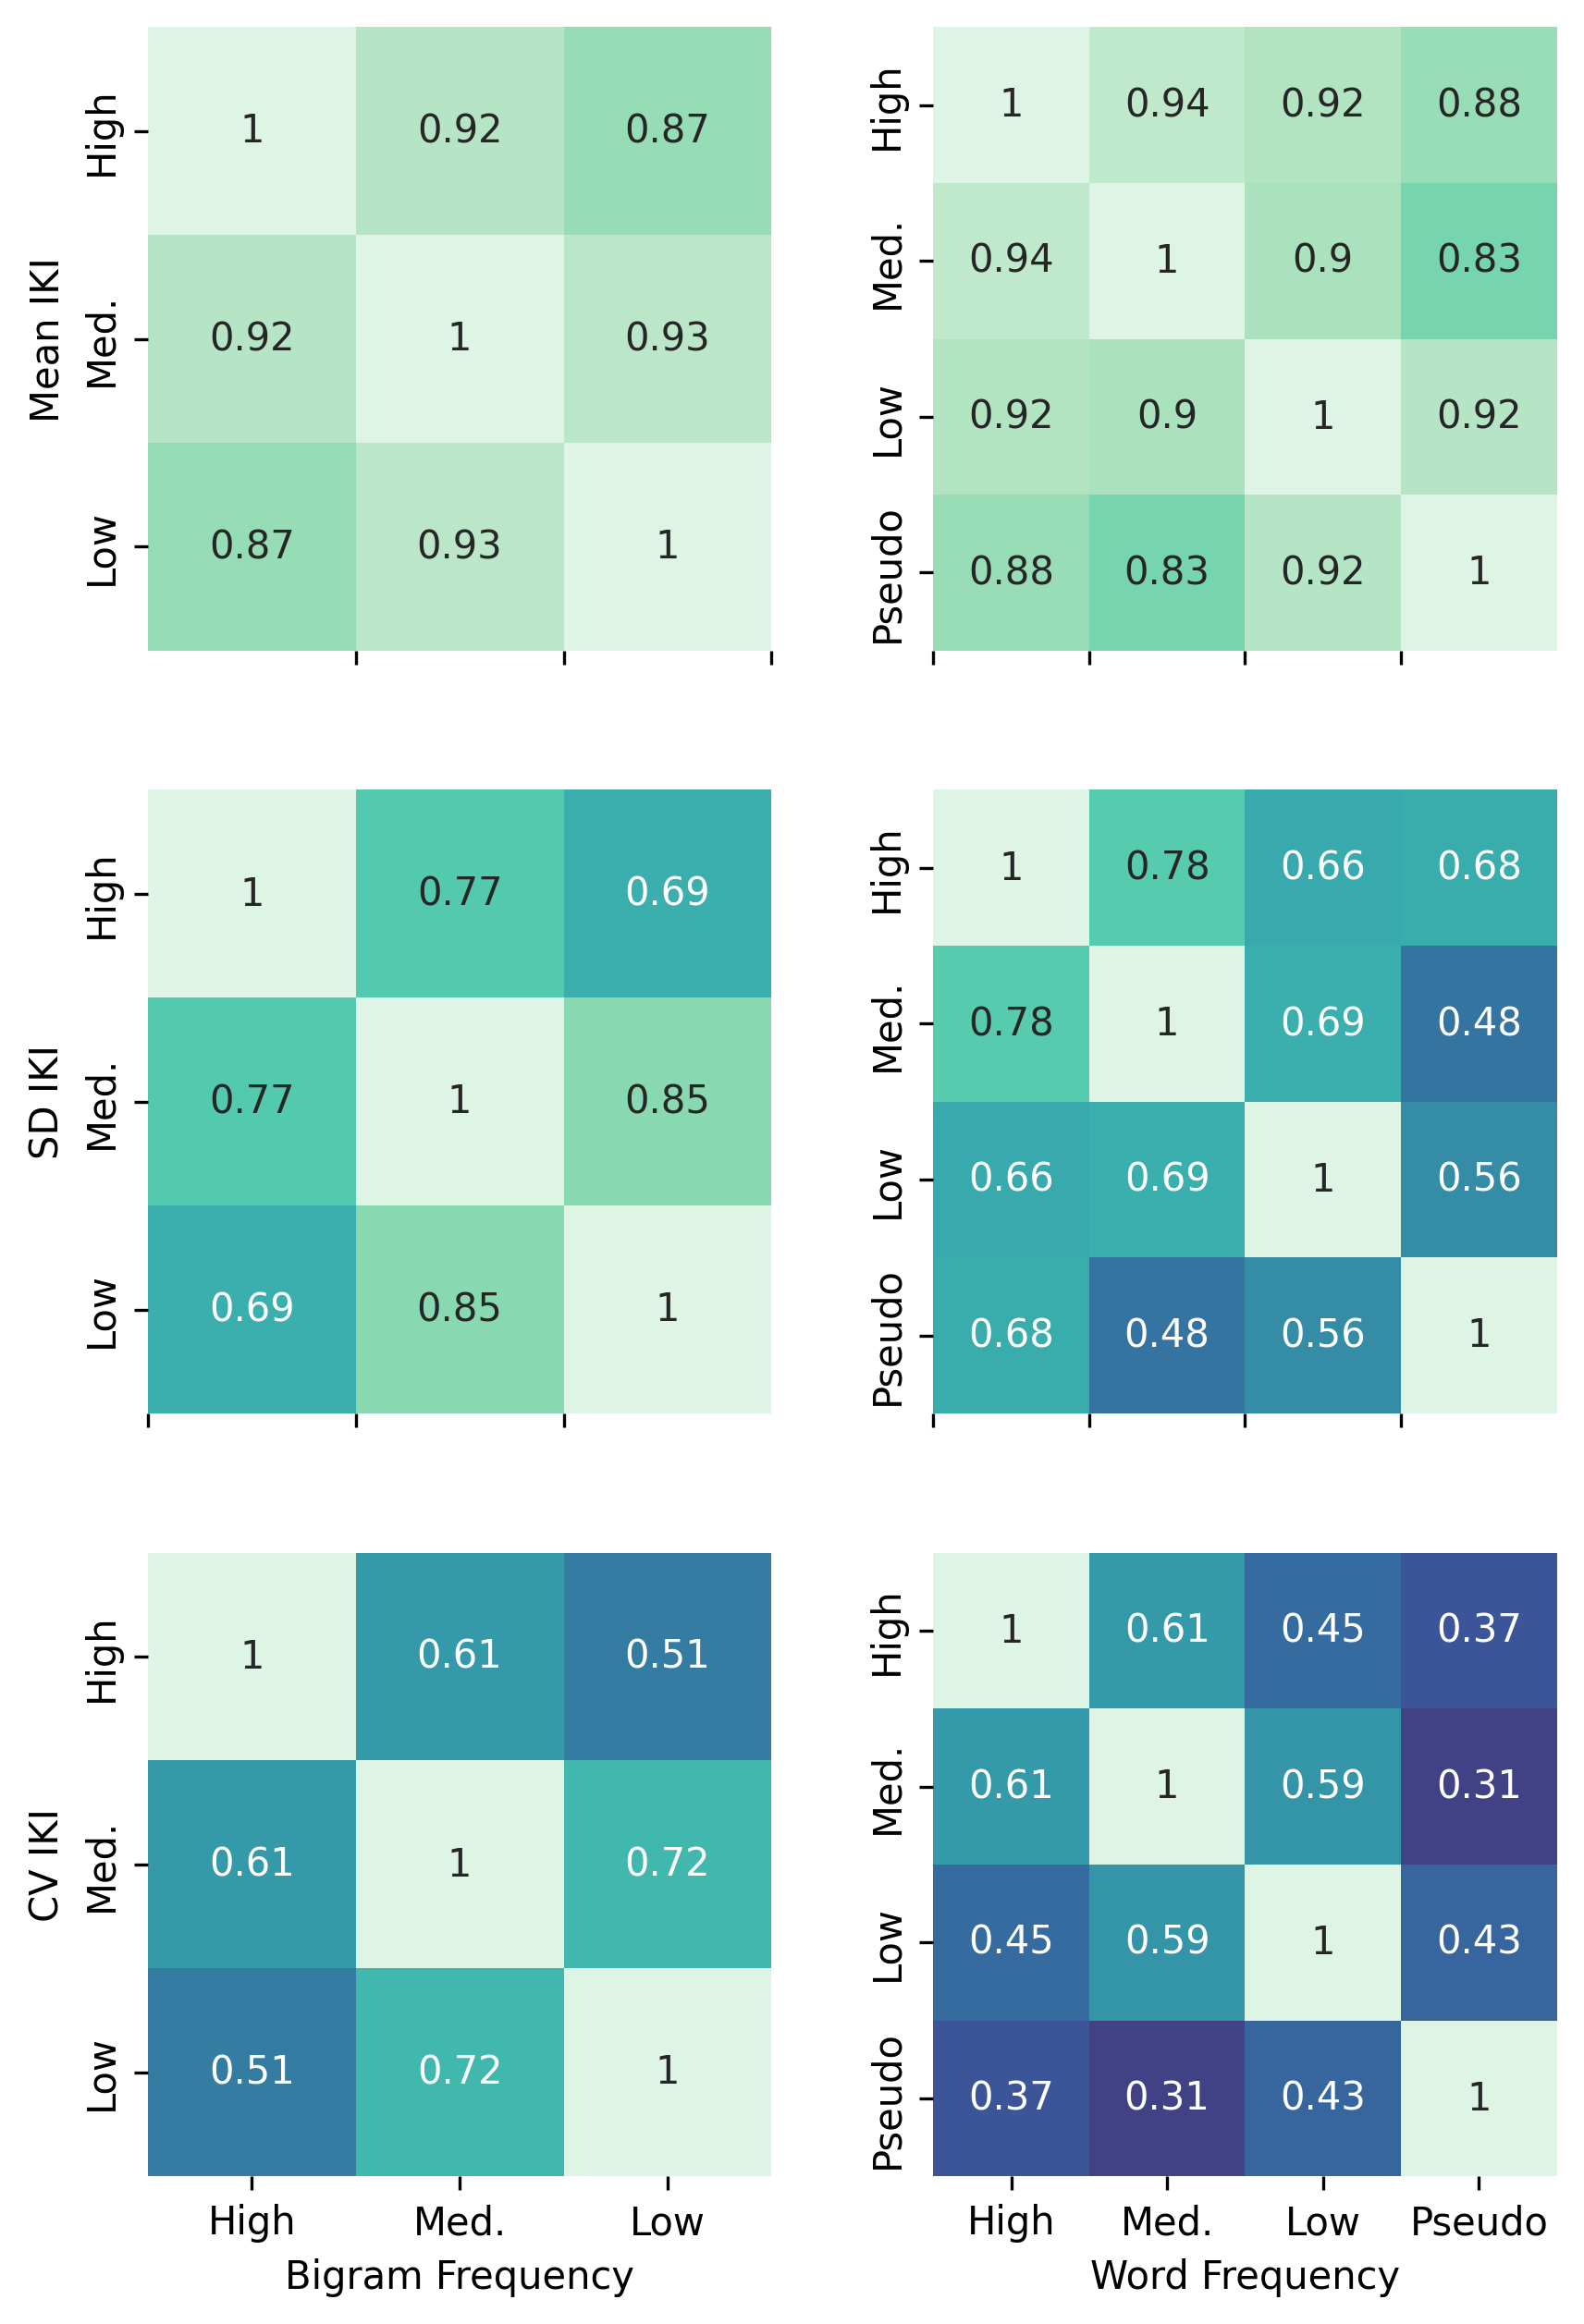 Mean IKI
High 1 0.92 0.87
Med. 0.92 1 0.93
Low 0.87 0.93 1
High 1 0.94 0.92 0.88
Med. 0.94 1 0.9 0.83
Low 0.92 0.9 1 0.92
Pseudo 0.88 0.83 0.92 1
SD IKI
High 1 0.77 0.69
Med. 0.77 1 0.85
Low 0.69 0.85 1
High 1 0.78 0.66 0.68
Med. 0.78 1 0.69 0.48
Low 0.66 0.69 1 0.56
Pseudo 0.68 0.48 0.56 1
CV IKI
High 1 0.61 0.51
Med. 0.61 1 0.72
Low 0.51 0.72 1
High Med. Low
Bigram Frequency
High 1 0.61 0.45 0.37
Med. 0.61 1 0.59 0.31
Low 0.45 0.59 1 0.43
Pseudo 0.37 0.31 0.43 1
High Med. Low Pseudo
Word Frequency